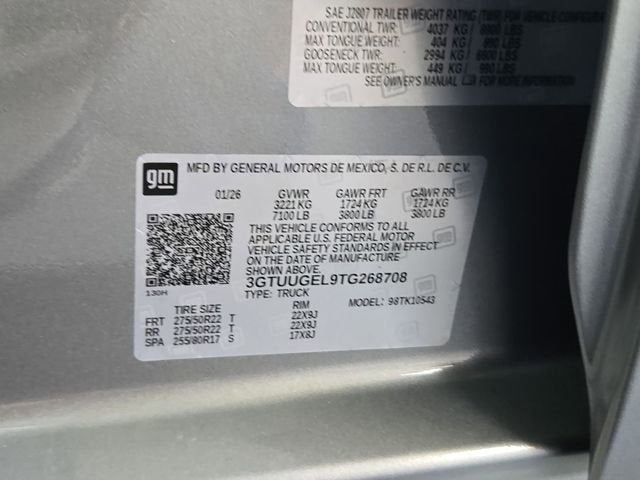 SAE J2807 TRAILER WEIGHT RATING (TWR) FOR VEHICLE CONFIGURA
CONVENTIONAL TWR: 4037 KG / 8900 LBS
MAX TONGUE WEIGHT: 404 KG / 890 LBS
GOOSENECK TWR: 2994 KG / 6600 LBS
MAX TONGUE WEIGHT: 449 KG / 990 LBS
SEE OWNER'S MANUAL FOR MORE INFORMATION
gm
MFD BY GENERAL MOTORS DE MEXICO, S. DE R.L. DE C.V.
01/26 GVWR GAWR FRT GAWR RR
3221 KG 1724 KG 1724 KG
7100 LB 3800 LB 3800 LB
THIS VEHICLE CONFORMS TO ALL
APPLICABLE U.S. FEDERAL MOTOR
VEHICLE SAFETY STANDARDS IN EFFECT
ON THE DATE OF MANUFACTURE
SHOWN ABOVE.
3GTUUGEL9TG268708
130H
TYPE: TRUCK MODEL: 98TK10543
TIRE SIZE RIM
FRT 275/50R22 T 22X9J
RR 275/50R22 T 22X9J
SPA 255/80R17 S 17X8J